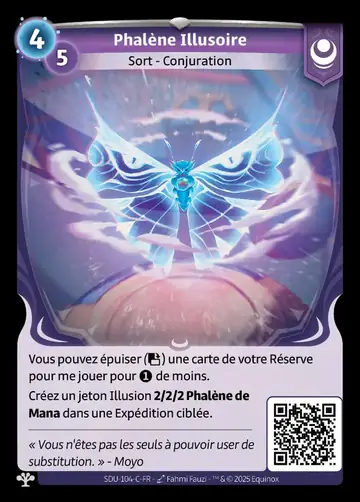 4
5
Phalène Illusoire
Sort - Conjuration
Vous pouvez épuiser () une carte de votre Réserve
pour me jouer pour 1 de moins.
Créez un jeton Illusion 2/2/2 Phalène de
Mana dans une Expédition ciblée.
« Vous n'êtes pas les seuls à pouvoir user de
substitution. » - Moyo
SDU-104-C-FR - Fahmi Fauzi - ™ & © 2025 Equinox